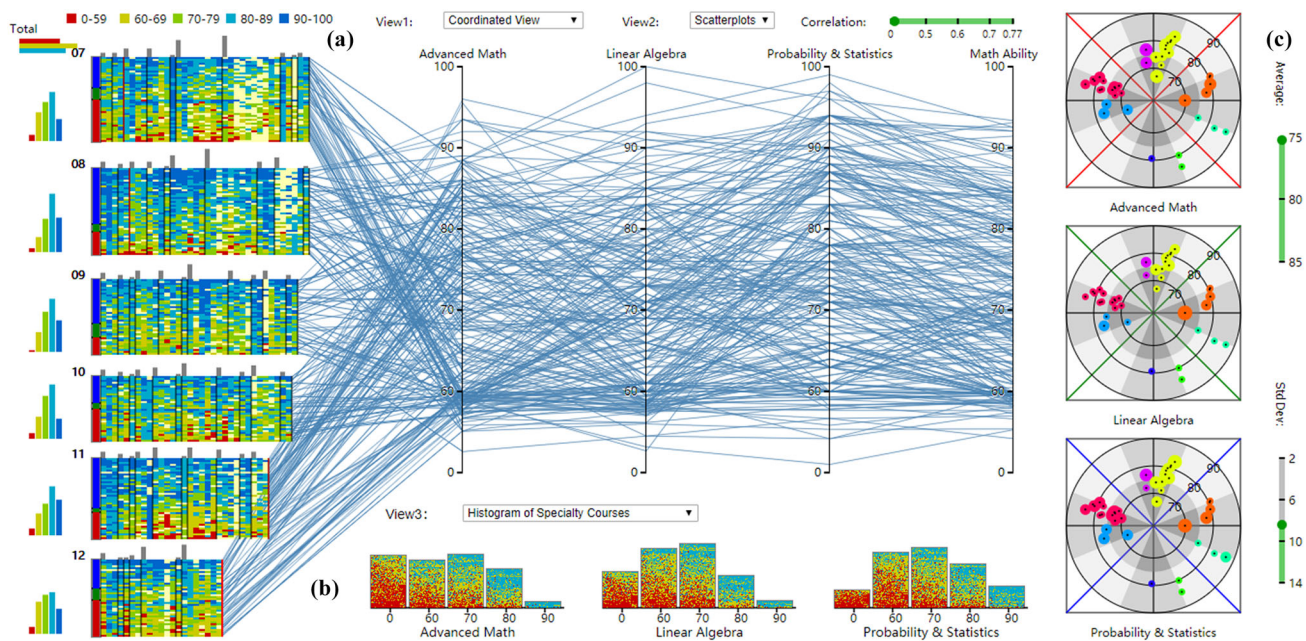 0-59 60-69 70-79 80-89 90-100
Total
(a)
View1: Coordinated View
View2: Scatterplots
Correlation:
0 0.5 0.6 0.7 0.77
(c)
07
08
09
10
11
12
Advanced Math Linear Algebra Probability & Statistics Math Ability
100 100 100 100
90 90 90 90
80 80 80 80
70 70 70 70
60 60 60 60
0 0 0 0
View3: Histogram of Specialty Courses
(b)
0 60 70 80 90
Advanced Math
0 60 70 80 90
Linear Algebra
0 60 70 80 90
Probability & Statistics
90
80
70
Advanced Math
90
80
70
Linear Algebra
90
80
70
Probability & Statistics
Average:
75
80
85
Std Dev:
2
6
10
14